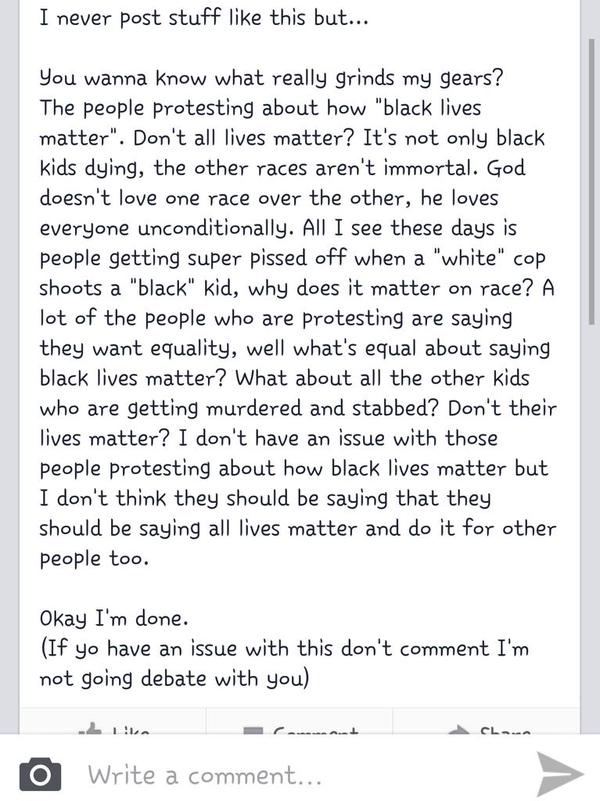 I never post stuff like this but...
You wanna know what really grinds my gears?
The people protesting about how "black lives
matter". Don't all lives matter? It's not only black
kids dying, the other races aren't immortal. God
doesn't love one race over the other, he loves
everyone unconditionally. All I see these days is
people getting super pissed off when a "white" cop
shoots a "black" kid, why does it matter on race? A
lot of the people who are protesting are saying
they want equality, well what's equal about saying
black lives matter? What about all the other kids
who are getting murdered and stabbed? Don't their
lives matter? I don't have an issue with those
people protesting about how black lives matter but
I don't think they should be saying that they
should be saying all lives matter and do it for other
people too.
Okay I'm done.
(If yo have an issue with this don't comment I'm
not going debate with you)
Like Comment Share
Write a comment...